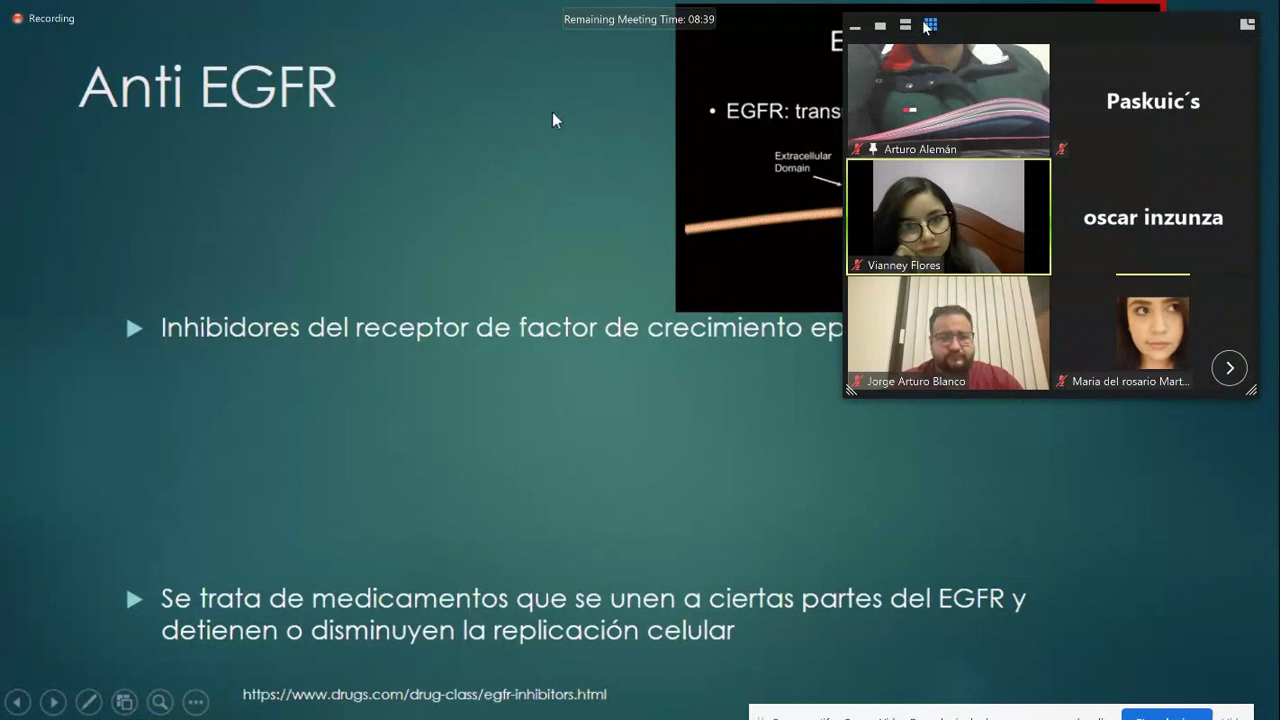 Recording
Remaining Meeting Time: 08:39
Anti EGFR
E
• EGFR: trans
Extracellular
Domain
Arturo Alemán
Paskuic´s
Vianney Flores
oscar inzunza
Jorge Arturo Blanco
Maria del rosario Mart...
Inhibidores del receptor de factor de crecimiento ep
Se trata de medicamentos que se unen a ciertas partes del EGFR y
detienen o disminuyen la replicación celular
https://www.drugs.com/drug-class/egfr-inhibitors.html